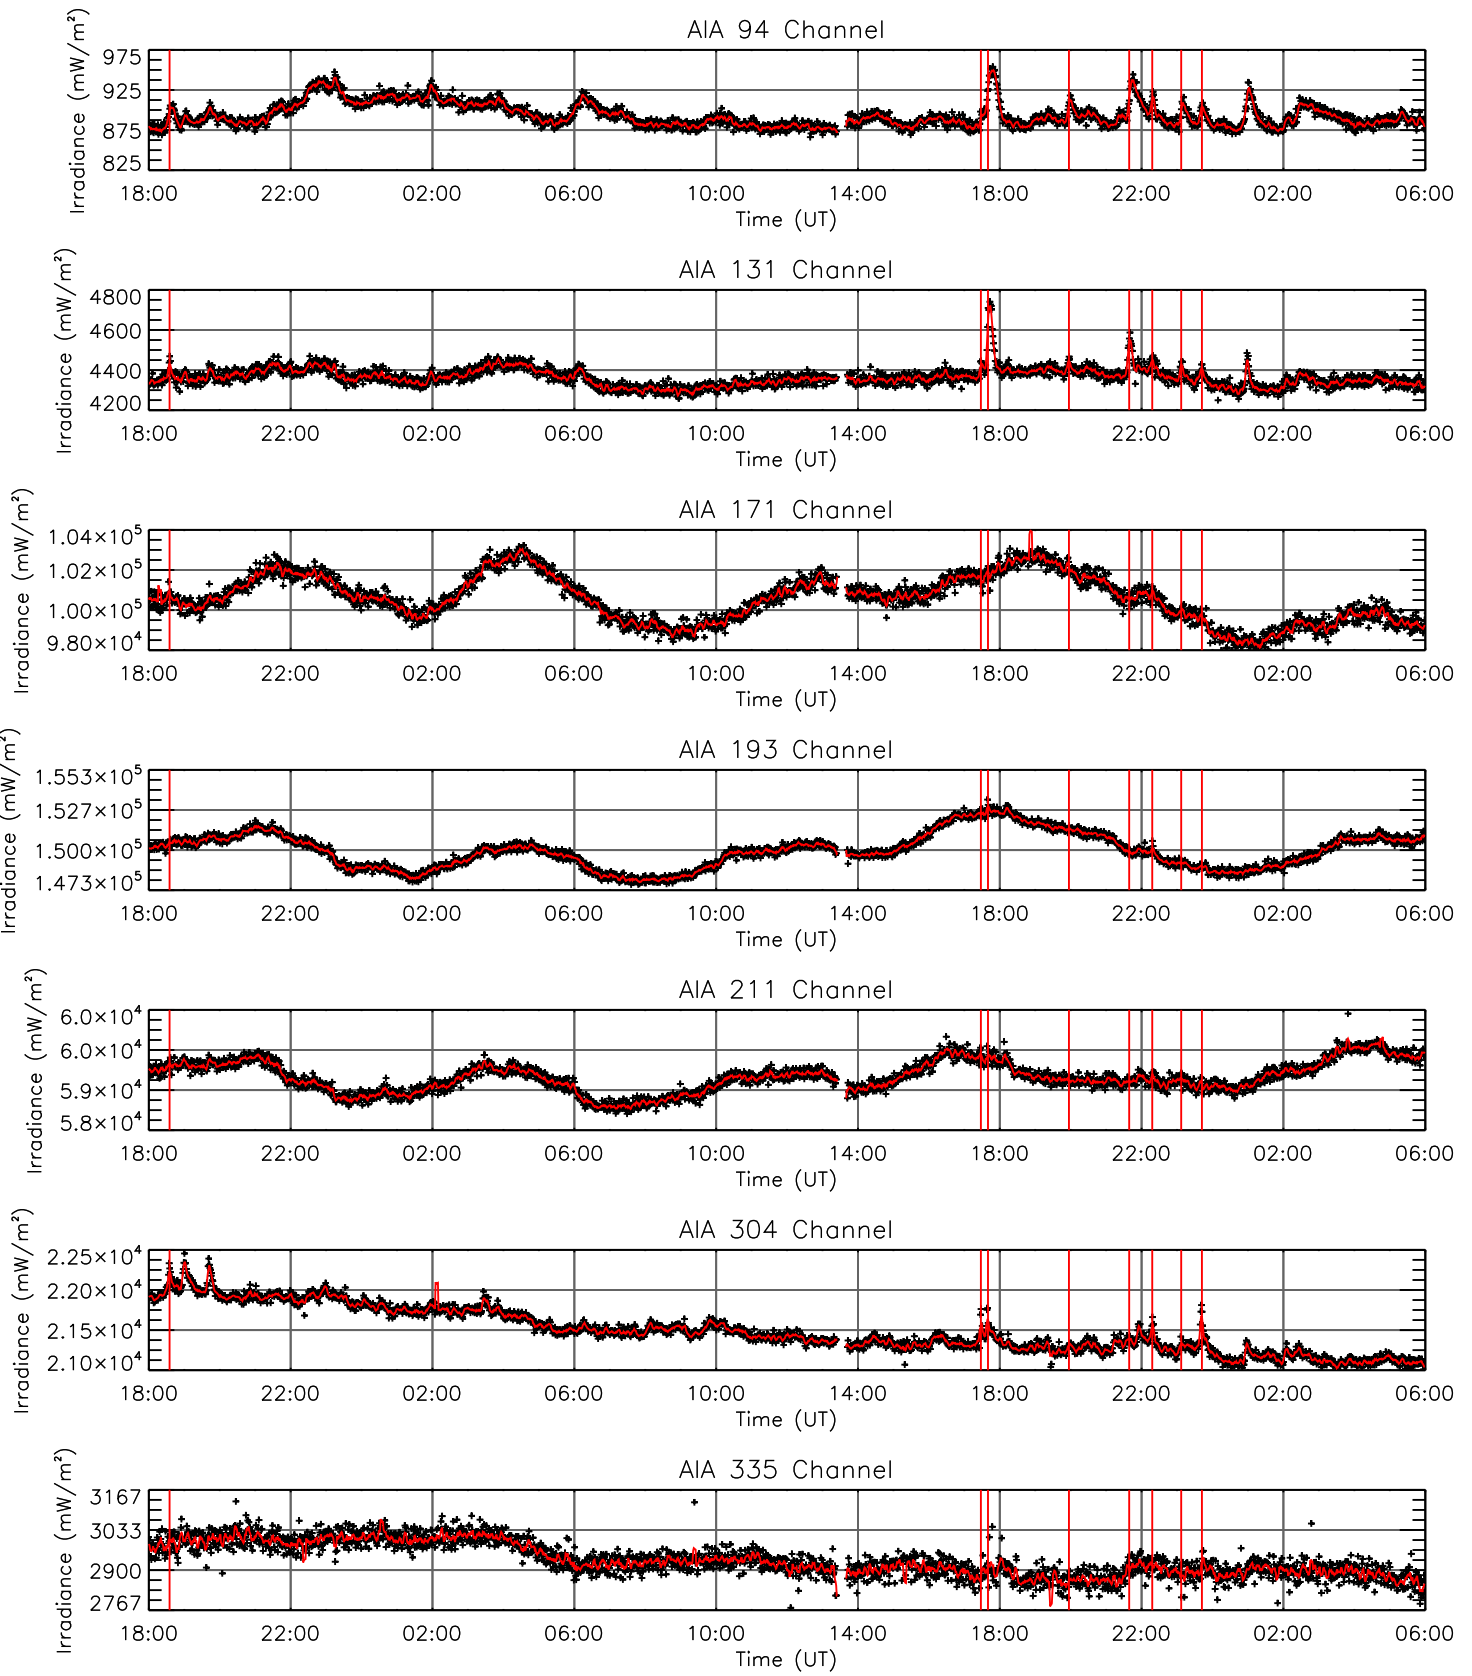 AIA 94 Channel
Irradiance (mW/m²)
975
925
875
825
18:00 22:00 02:00 06:00 10:00 14:00 18:00 22:00 02:00 06:00
Time (UT)
AIA 131 Channel
Irradiance (mW/m²)
4800
4600
4400
4200
18:00 22:00 02:00 06:00 10:00 14:00 18:00 22:00 02:00 06:00
Time (UT)
AIA 171 Channel
Irradiance (mW/m²)
1.04×10⁵
1.02×10⁵
1.00×10⁵
9.80×10⁴
18:00 22:00 02:00 06:00 10:00 14:00 18:00 22:00 02:00 06:00
Time (UT)
AIA 193 Channel
Irradiance (mW/m²)
1.553×10⁵
1.527×10⁵
1.500×10⁵
1.473×10⁵
18:00 22:00 02:00 06:00 10:00 14:00 18:00 22:00 02:00 06:00
Time (UT)
AIA 211 Channel
Irradiance (mW/m²)
6.0×10⁴
6.0×10⁴
5.9×10⁴
5.8×10⁴
18:00 22:00 02:00 06:00 10:00 14:00 18:00 22:00 02:00 06:00
Time (UT)
AIA 304 Channel
Irradiance (mW/m²)
2.25×10⁴
2.20×10⁴
2.15×10⁴
2.10×10⁴
18:00 22:00 02:00 06:00 10:00 14:00 18:00 22:00 02:00 06:00
Time (UT)
AIA 335 Channel
Irradiance (mW/m²)
3167
3033
2900
2767
18:00 22:00 02:00 06:00 10:00 14:00 18:00 22:00 02:00 06:00
Time (UT)